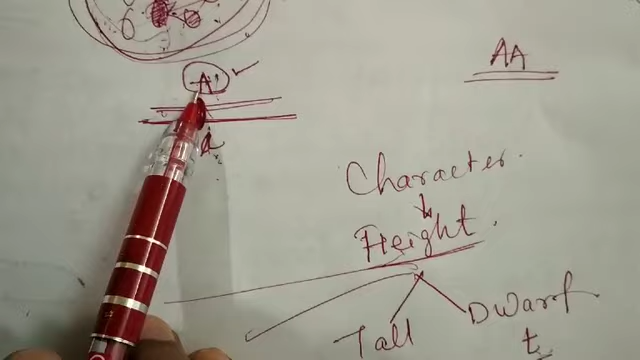 AA
A
a
Character.
Height.
Tall
Dwarf
t